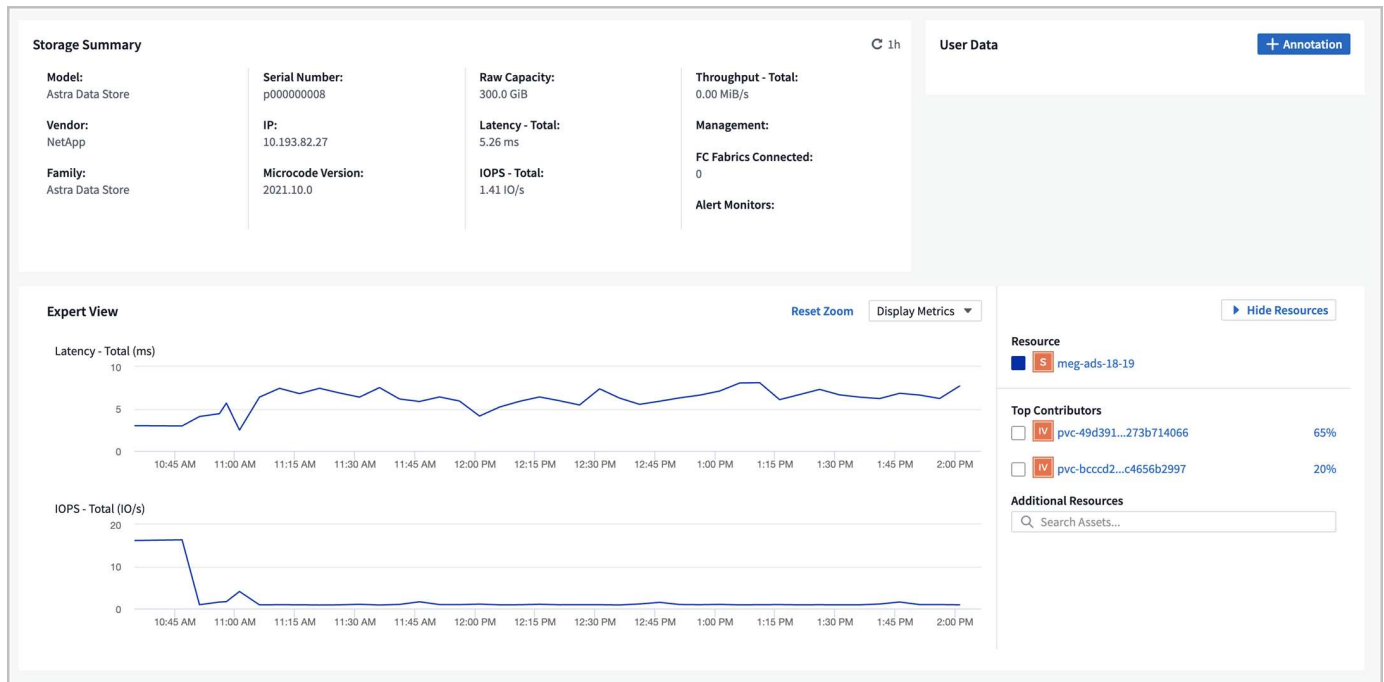 Storage Summary
1h
Model:
Astra Data Store
Vendor:
NetApp
Family:
Astra Data Store
Serial Number:
p000000008
IP:
10.193.82.27
Microcode Version:
2021.10.0
Raw Capacity:
300.0 GiB
Latency - Total:
5.26 ms
IOPS - Total:
1.41 IO/s
Throughput - Total:
0.00 MiB/s
Management:
FC Fabrics Connected:
0
Alert Monitors:
User Data
+ Annotation
Expert View
Reset Zoom
Display Metrics
Latency - Total (ms)
10
5
0
10:45 AM 11:00 AM 11:15 AM 11:30 AM 11:45 AM 12:00 PM 12:15 PM 12:30 PM 12:45 PM 1:00 PM 1:15 PM 1:30 PM 1:45 PM 2:00 PM
IOPS - Total (IO/s)
20
10
0
10:45 AM 11:00 AM 11:15 AM 11:30 AM 11:45 AM 12:00 PM 12:15 PM 12:30 PM 12:45 PM 1:00 PM 1:15 PM 1:30 PM 1:45 PM 2:00 PM
Hide Resources
Resource
S meg-ads-18-19
Top Contributors
IV pvc-49d391...273b714066 65%
IV pvc-bcccd2...c4656b2997 20%
Additional Resources
Search Assets...